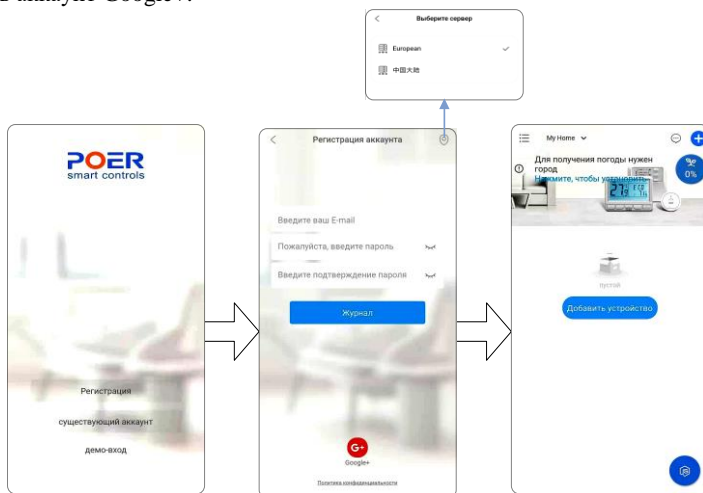 аккаунт Google+.
Выберите сервер
European
中国大陆
POER
smart controls
Регистрация
существующий аккаунт
демо-вход
Регистрация аккаунта
Введите ваш E-mail
Пожалуйста, введите пароль
Введите подтверждение пароля
Журнал
G+
Google+
Политика конфиденциальности
My Home
Для получения погоды нужен
город
Нажмите, чтобы установить
0%
пустой
Добавить устройство